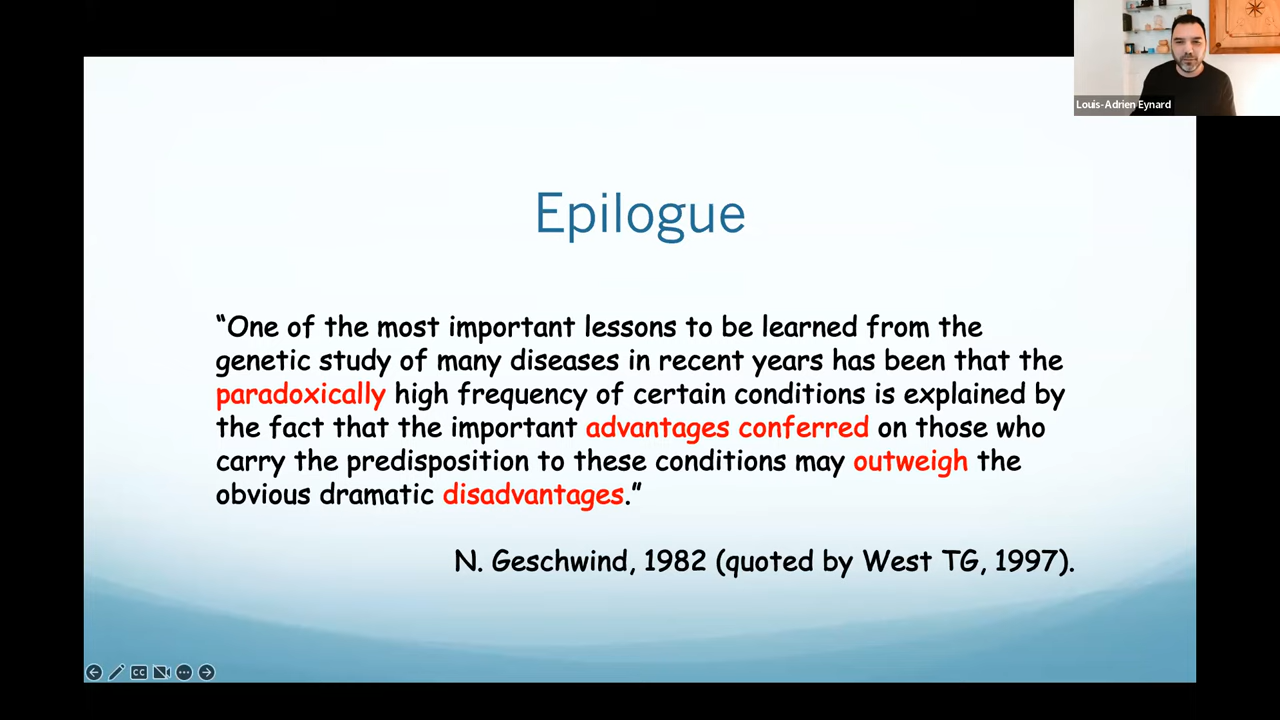 Louis-Adrien Eynard
Epilogue
“One of the most important lessons to be learned from the
genetic study of many diseases in recent years has been that the
paradoxically high frequency of certain conditions is explained by
the fact that the important advantages conferred on those who
carry the predisposition to these conditions may outweigh the
obvious dramatic disadvantages.”
N. Geschwind, 1982 (quoted by West TG, 1997).
CC